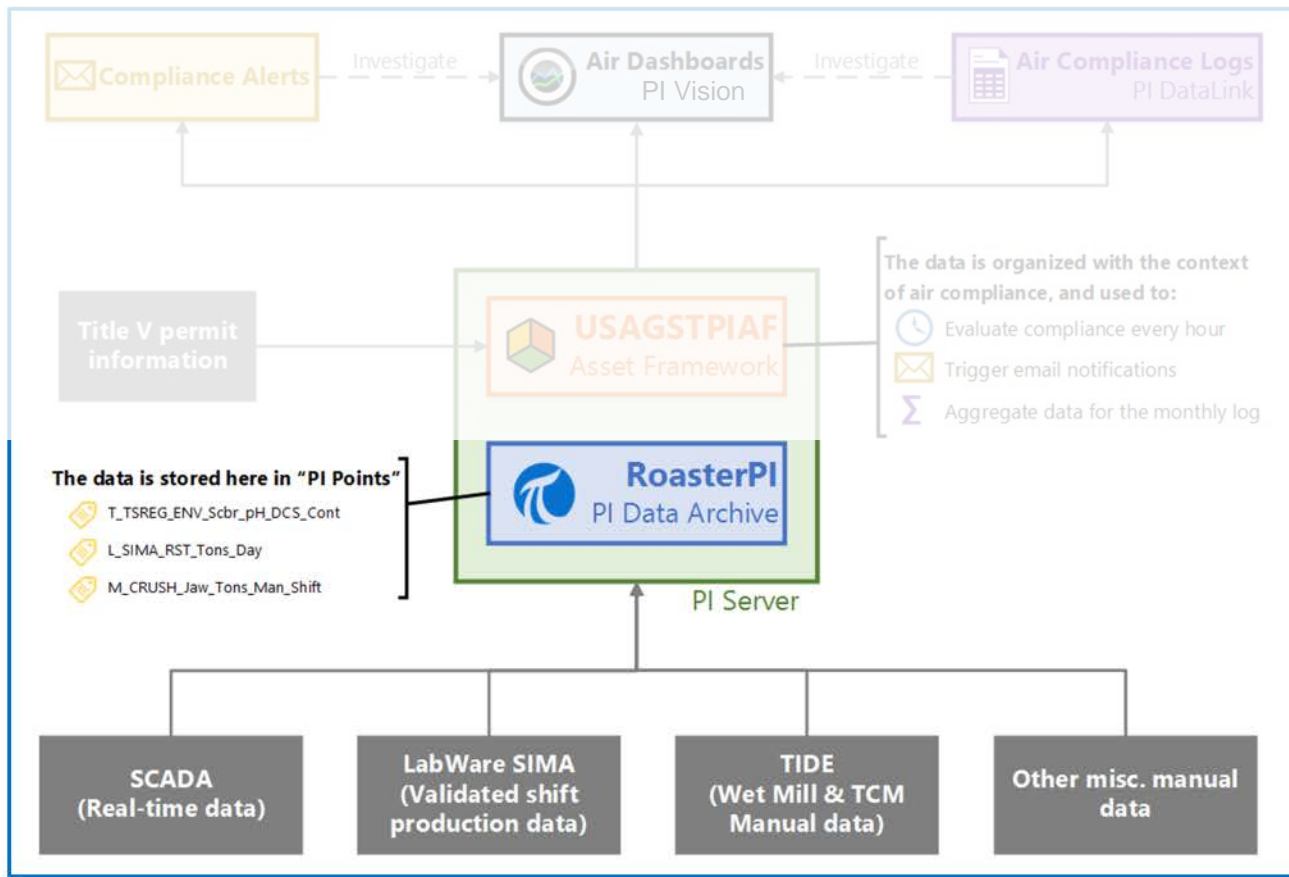 Compliance Alerts
Investigate
Air Dashboards
PI Vision
Investigate
Air Compliance Logs
PI DataLink
Title V permit
information
USAGSTPIAF
Asset Framework
The data is organized with the context
of air compliance, and used to:
Evaluate compliance every hour
Trigger email notifications
Σ Aggregate data for the monthly log
The data is stored here in “PI Points”
T_TSREG_ENV_Scbr_pH_DCS_Cont
L_SIMA_RST_Tons_Day
M_CRUSH_Jaw_Tons_Man_Shift
RoasterPI
PI Data Archive
PI Server
SCADA
(Real-time data)
LabWare SIMA
(Validated shift
production data)
TIDE
(Wet Mill & TCM
Manual data)
Other misc. manual
data